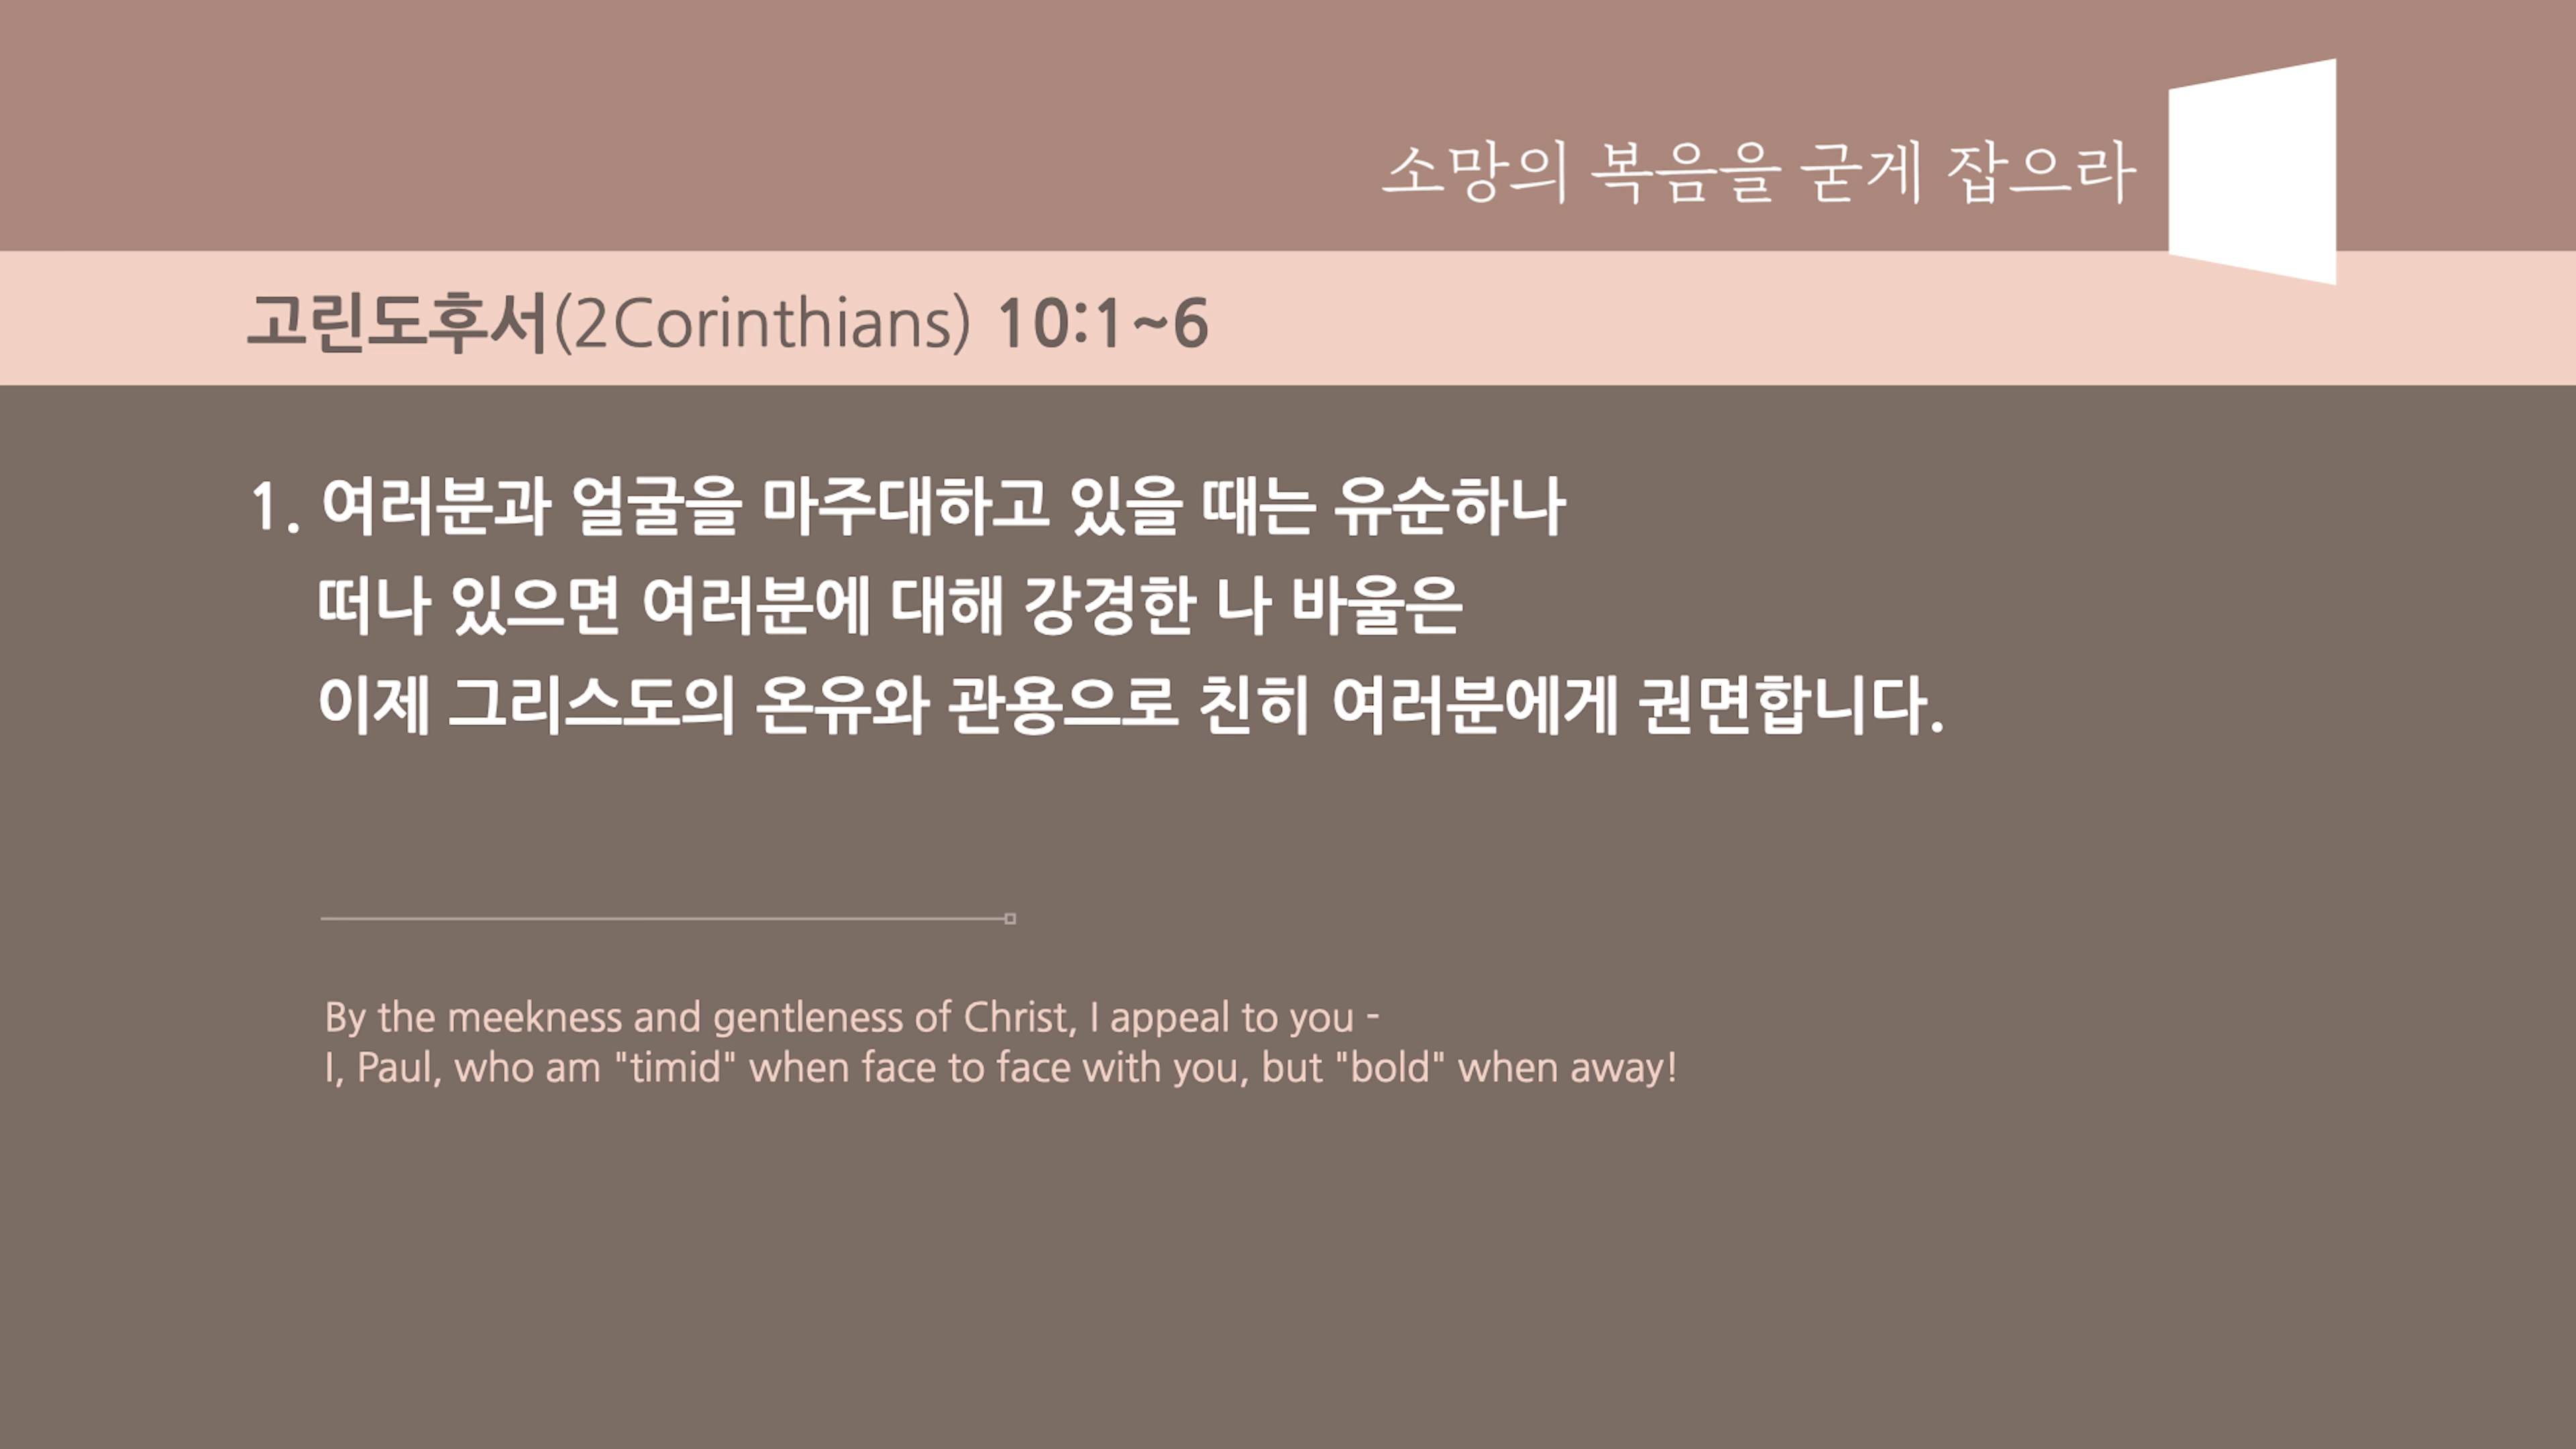 소망의 복음을 굳게 잡으라
고린도후서(2Corinthians) 10:1~6
1. 여러분과 얼굴을 마주대하고 있을 때는 유순하나
떠나 있으면 여러분에 대해 강경한 나 바울은
이제 그리스도의 온유와 관용으로 친히 여러분에게 권면합니다.
By the meekness and gentleness of Christ, I appeal to you -
I, Paul, who am "timid" when face to face with you, but "bold" when away!